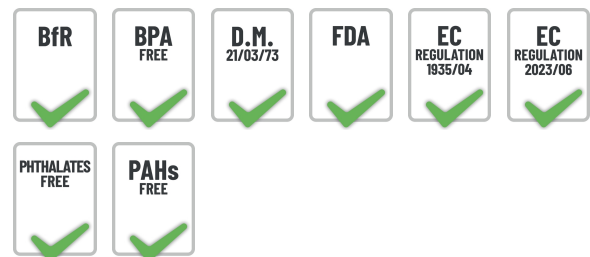 BfR
BPA
FREE
D.M.
21/03/73
FDA
EC
REGULATION
1935/04
EC
REGULATION
2023/06
PHTHALATES
FREE
PAHs
FREE